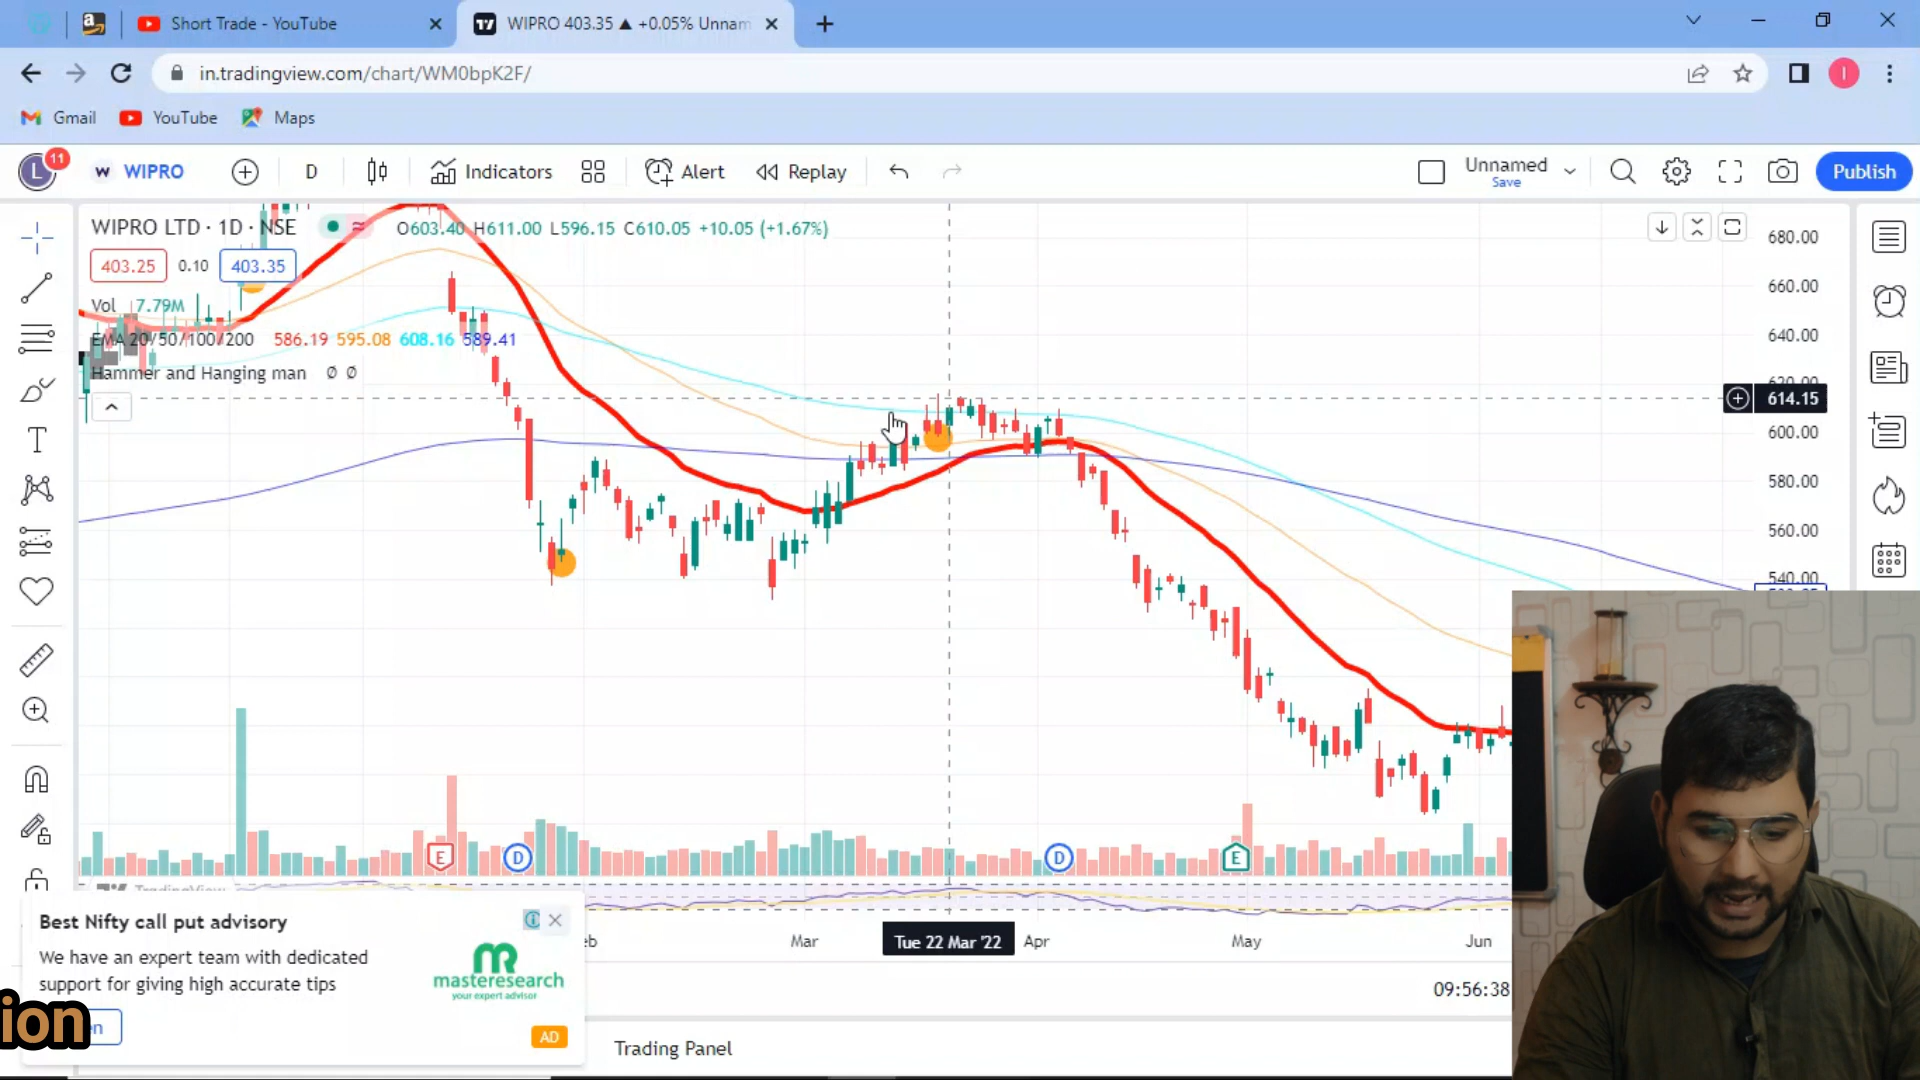 Short Trade - YouTube
WIPRO 403.35 ▲ +0.05% Unnam
in.tradingview.com/chart/WM0bpK2F/
Gmail
YouTube
Maps
L
11
W WIPRO
D
Indicators
Alert
Replay
Unnamed
Save
Publish
WIPRO LTD · 1D · NSE
O603.40 H611.00 L596.15 C610.05 +10.05 (+1.67%)
403.25 0.10 403.35
Vol 7.79M
EMA 20/50/100/200 586.19 595.08 608.16 589.41
Hammer and Hanging man Ø Ø
680.00
660.00
640.00
620.00
614.15
600.00
580.00
560.00
540.00
E
D
D
E
TradingView
Mar
Tue 22 Mar '22
Apr
May
Jun
09:56:38
Best Nifty call put advisory
We have an expert team with dedicated
support for giving high accurate tips
masteresearch
your expert advisor
AD
ion
Trading Panel